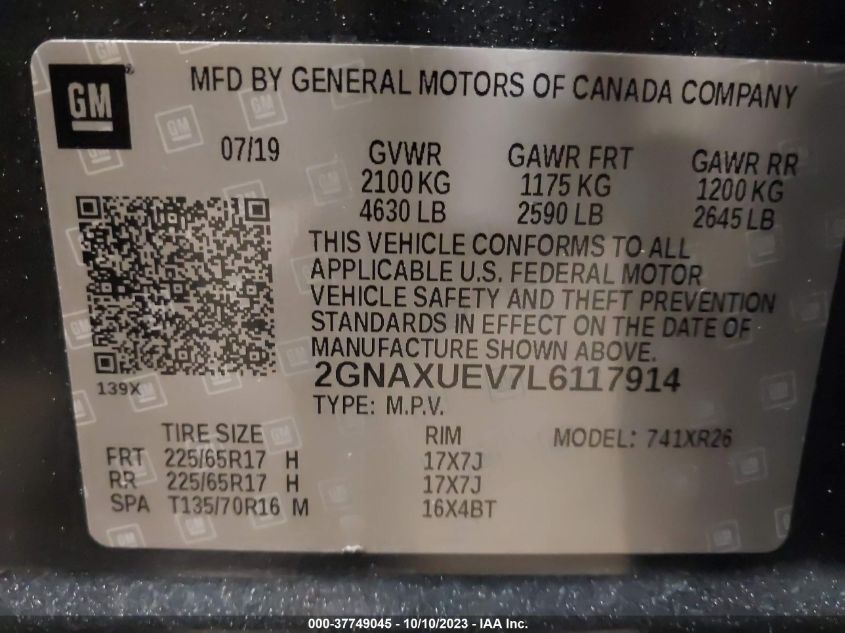 GM
MFD BY GENERAL MOTORS OF CANADA COMPANY
07/19 GVWR GAWR FRT GAWR RR
2100 KG 1175 KG 1200 KG
4630 LB 2590 LB 2645 LB
THIS VEHICLE CONFORMS TO ALL
APPLICABLE U.S. FEDERAL MOTOR
VEHICLE SAFETY AND THEFT PREVENTION
STANDARDS IN EFFECT ON THE DATE OF
MANUFACTURE SHOWN ABOVE.
139X
2GNAXUEV7L6117914
TYPE: M.P.V.
TIRE SIZE RIM MODEL: 741XR26
FRT 225/65R17 H 17X7J
RR 225/65R17 H 17X7J
SPA T135/70R16 M 16X4BT
000-37749045 - 10/10/2023 - IAA Inc.